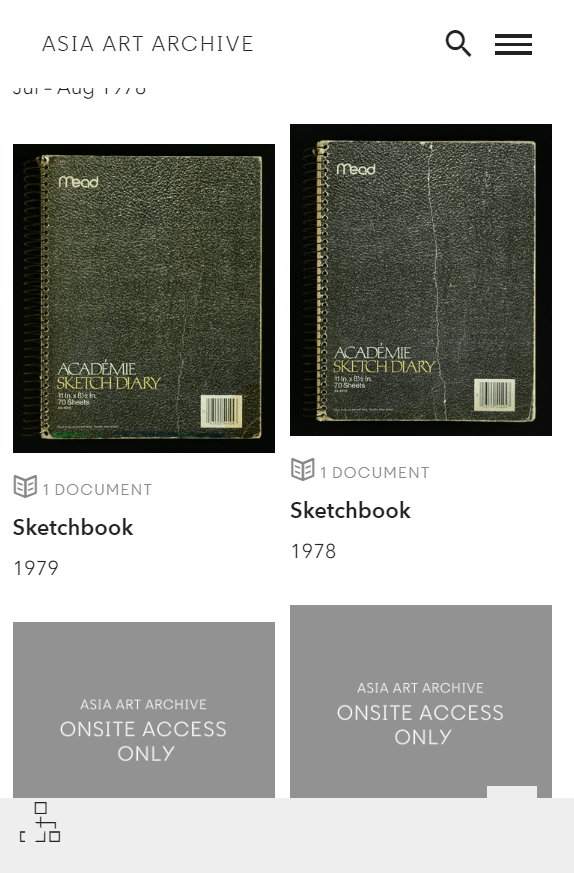 ASIA ART ARCHIVE
Jul - Aug 1976
Mead
ACADÉMIE
SKETCH DIARY
11 In. x 8½ In.
70 Sheets
1 DOCUMENT
Sketchbook
1979
Mead
ACADÉMIE
SKETCH DIARY
11 In. x 8½ In.
70 Sheets
1 DOCUMENT
Sketchbook
1978
ASIA ART ARCHIVE
ONSITE ACCESS
ONLY
ASIA ART ARCHIVE
ONSITE ACCESS
ONLY